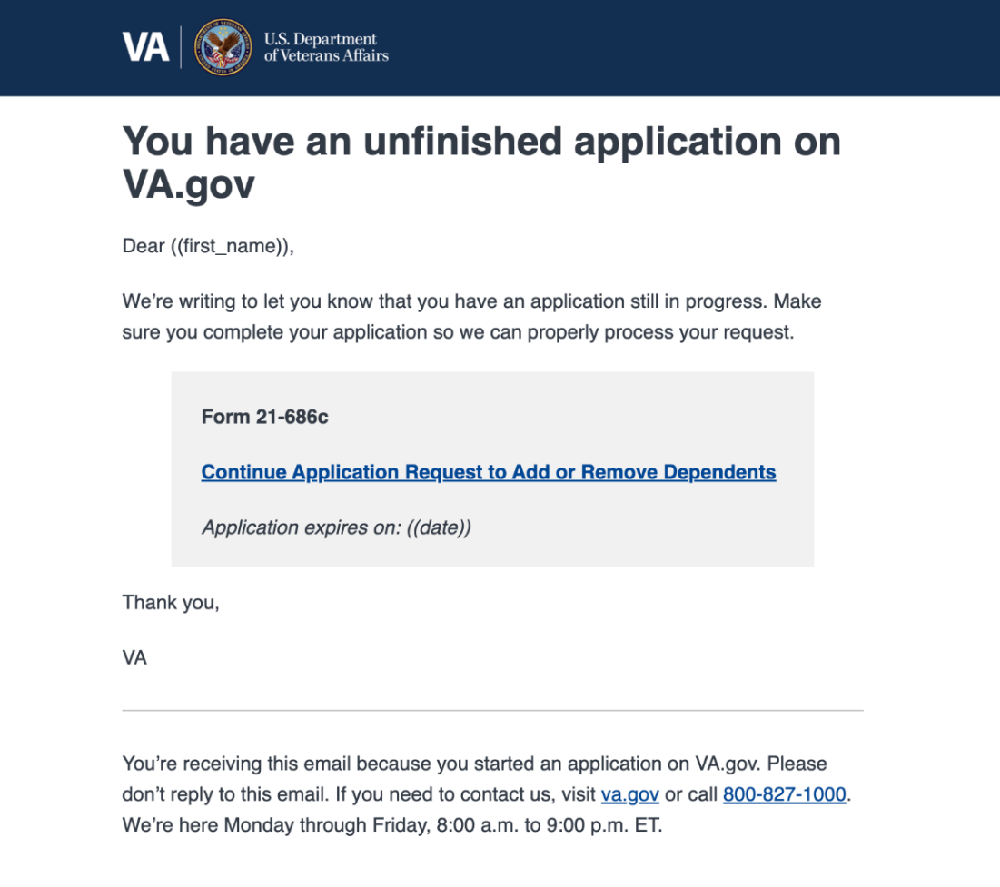 VA
U.S. Department
of Veterans Affairs
You have an unfinished application on
VA.gov
Dear ((first_name)),
We’re writing to let you know that you have an application still in progress. Make
sure you complete your application so we can properly process your request.
Form 21-686c
Continue Application Request to Add or Remove Dependents
Application expires on: ((date))
Thank you,
VA
You’re receiving this email because you started an application on VA.gov. Please
don’t reply to this email. If you need to contact us, visit va.gov or call 800-827-1000.
We’re here Monday through Friday, 8:00 a.m. to 9:00 p.m. ET.